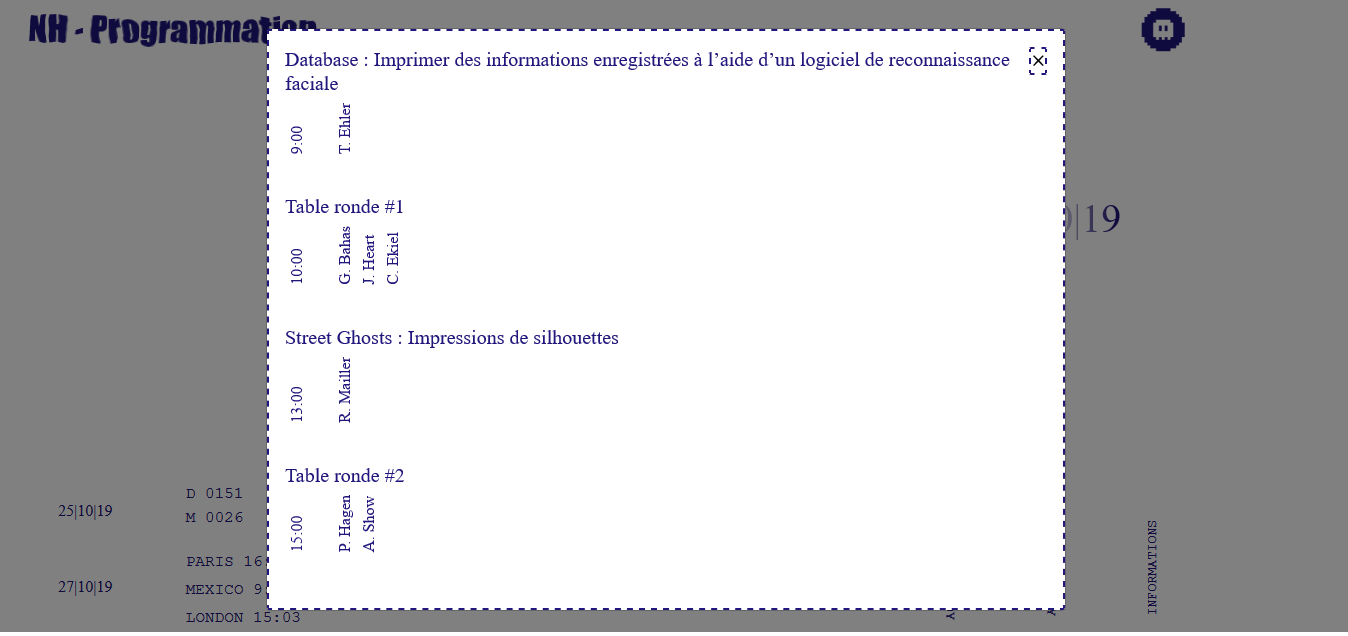 NH - Programmation
Database : Imprimer des informations enregistrées à l’aide d’un logiciel de reconnaissance
faciale
9:00
T. Ehler
Table ronde #1
10:00
G. Bahas
J. Heart
C. Ekiel
|19
Street Ghosts : Impressions de silhouettes
13:00
R. Mailler
Table ronde #2
15:00
P. Hagen
A. Show
25|10|19
D 0151
M 0026
27|10|19
PARIS 16
MEXICO 9
LONDON 15:03
INFORMATIONS